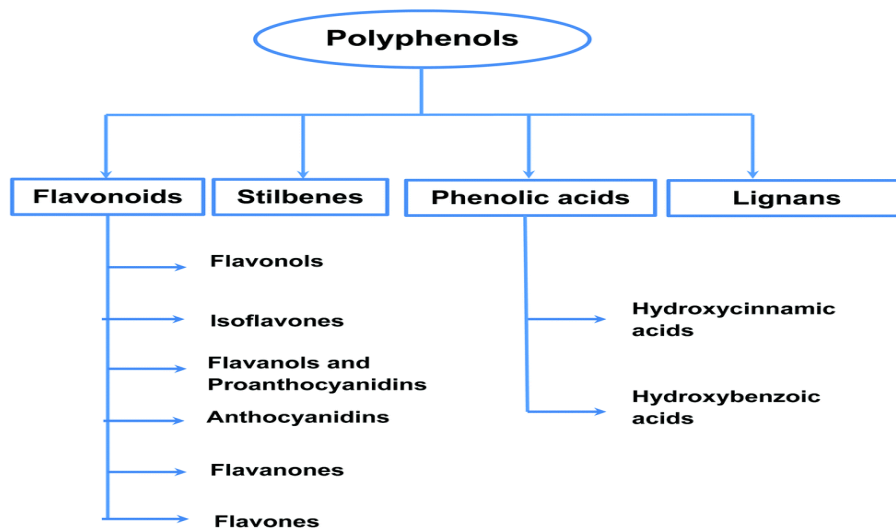 Polyphenols
Flavonoids
Stilbenes
Phenolic acids
Lignans
Flavonols
Isoflavones
Flavanols and
Proanthocyanidins
Anthocyanidins
Flavanones
Flavones
Hydroxycinnamic
acids
Hydroxybenzoic
acids